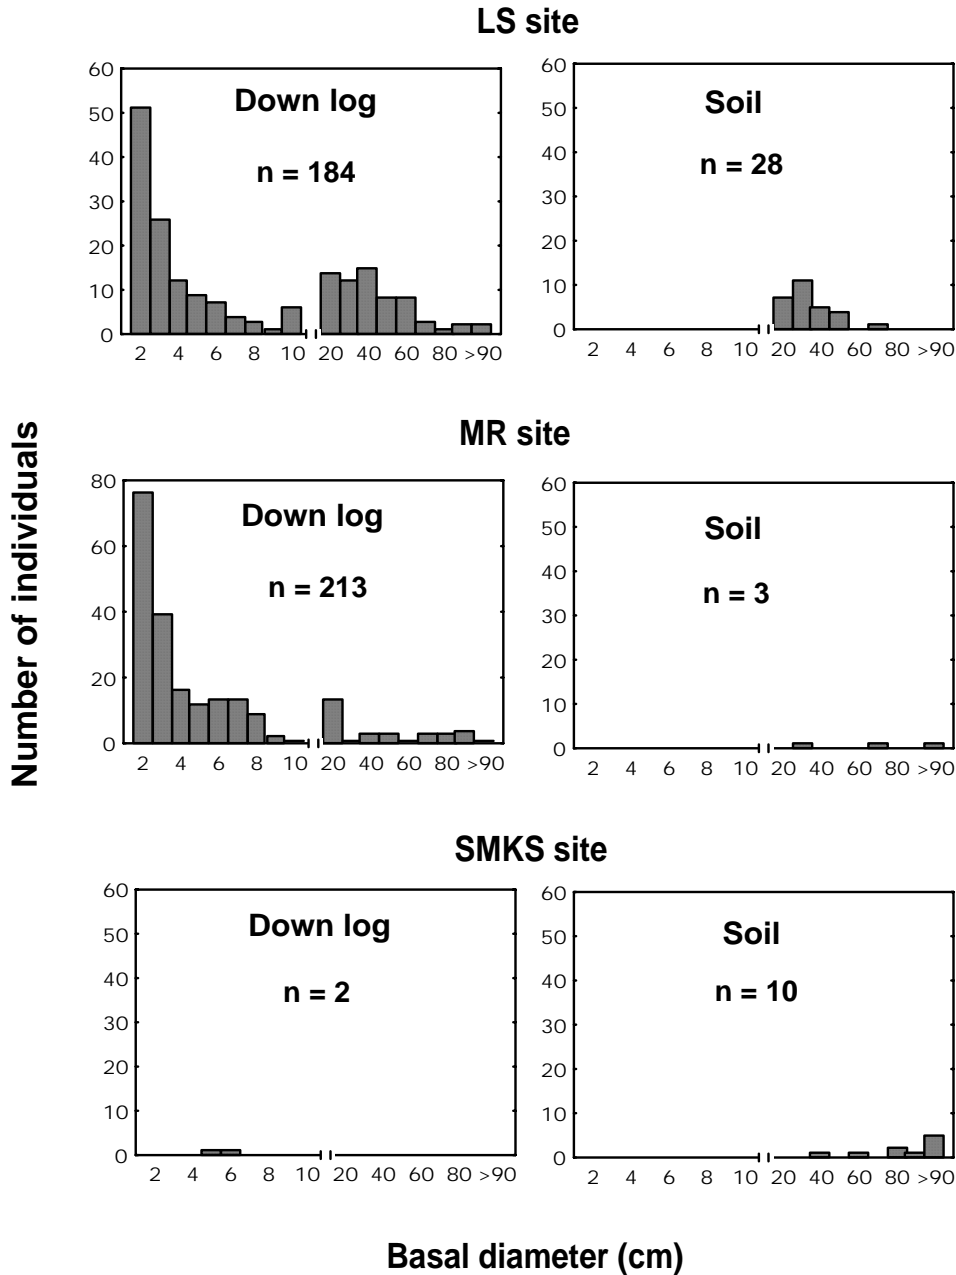 LS site
Down log
n = 184
60
50
40
30
20
10
0
2 4 6 8 10 20 40 60 80 >90
Soil
n = 28
60
50
40
30
20
10
0
2 4 6 8 10 20 40 60 80 >90
Number of individuals
MR site
Down log
n = 213
80
60
40
20
0
2 4 6 8 10 20 40 60 80 >90
Soil
n = 3
60
50
40
30
20
10
0
2 4 6 8 10 20 40 60 80 >90
SMKS site
Down log
n = 2
60
50
40
30
20
10
0
2 4 6 8 10 20 40 60 80 >90
Soil
n = 10
60
50
40
30
20
10
0
2 4 6 8 10 20 40 60 80 >90
Basal diameter (cm)